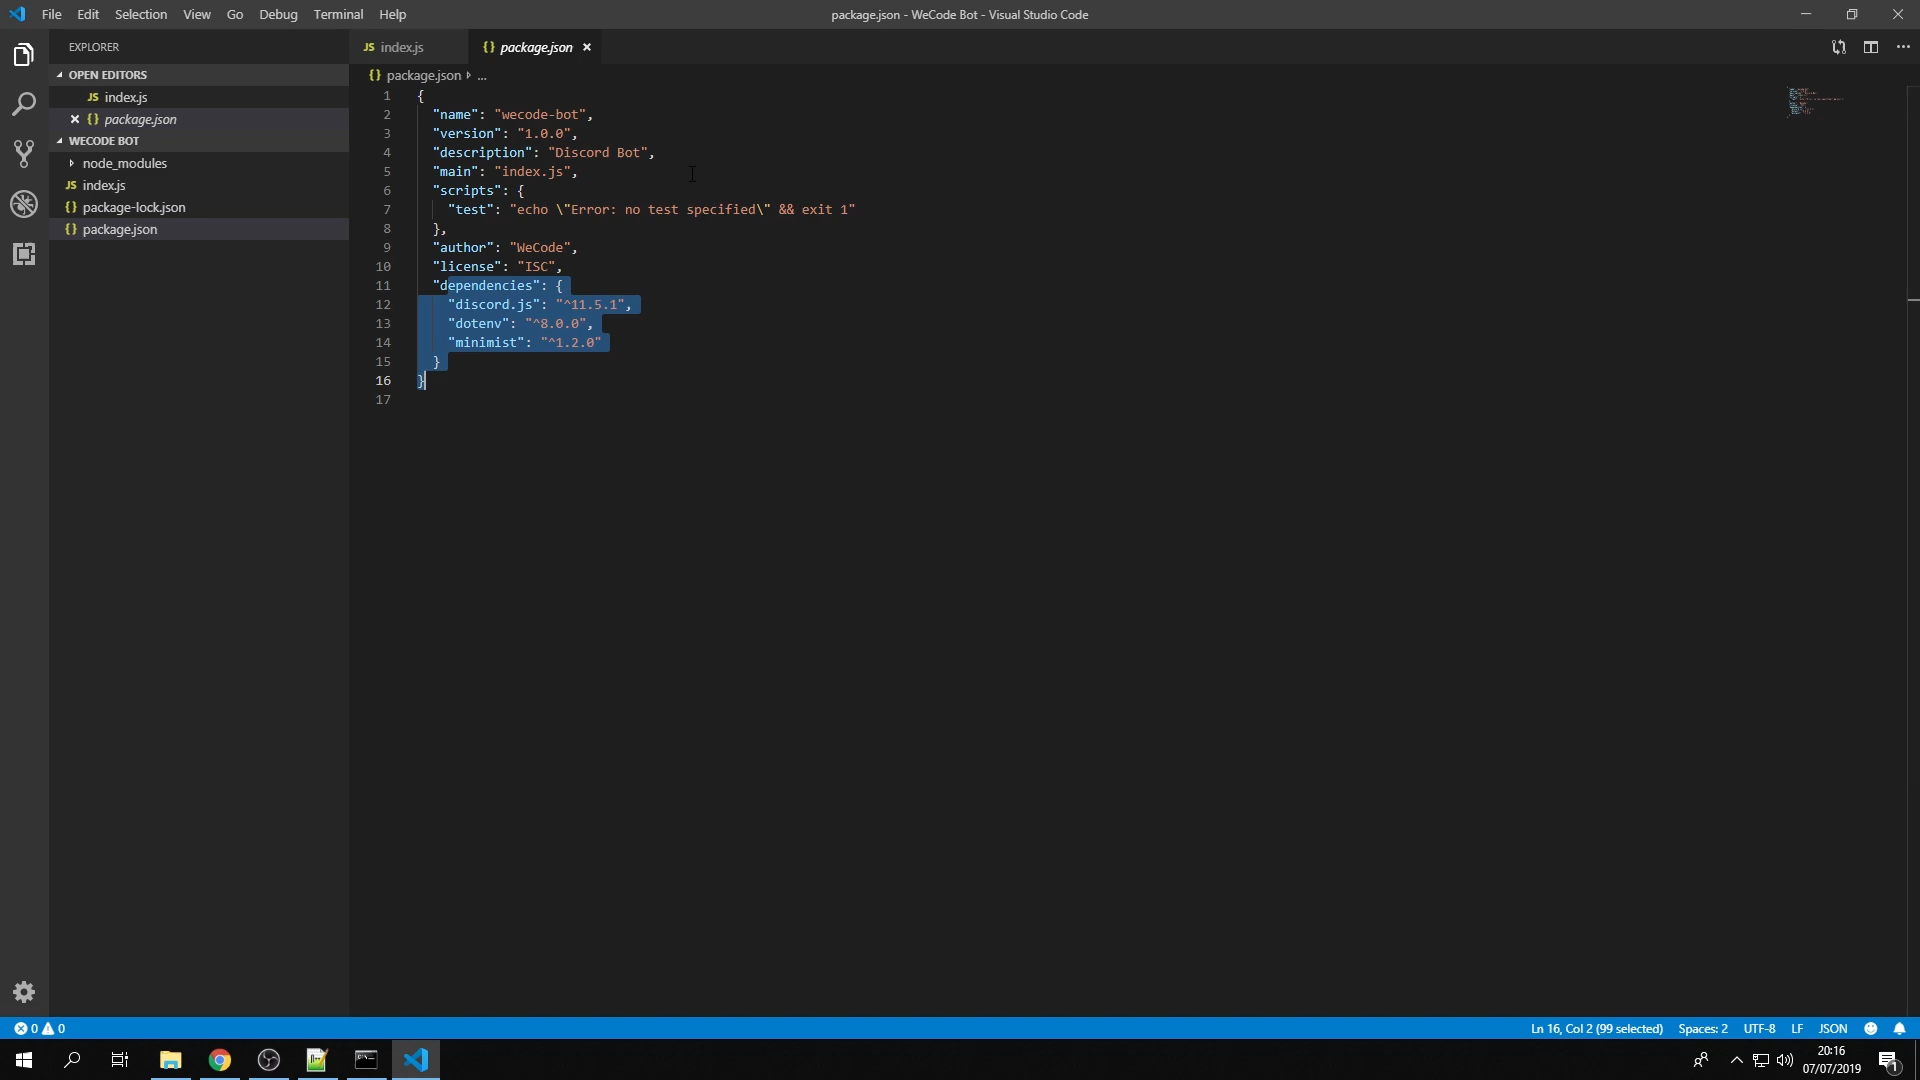 File Edit Selection View Go Debug Terminal Help
package.json - WeCode Bot - Visual Studio Code
EXPLORER
OPEN EDITORS
JS index.js
{} package.json
WECODE BOT
node_modules
JS index.js
{} package-lock.json
{} package.json
JS index.js
{} package.json
{} package.json ...
1 {
2 "name": "wecode-bot",
3 "version": "1.0.0",
4 "description": "Discord Bot",
5 "main": "index.js",
6 "scripts": {
7 "test": "echo \"Error: no test specified\" && exit 1"
8 },
9 "author": "WeCode",
10 "license": "ISC",
11 "dependencies": {
12 "discord.js": "^11.5.1",
13 "dotenv": "^8.0.0",
14 "minimist": "^1.2.0"
15 }
16 }
17
0 0
Ln 16, Col 2 (99 selected) Spaces: 2 UTF-8 LF JSON
20:16
07/07/2019
1